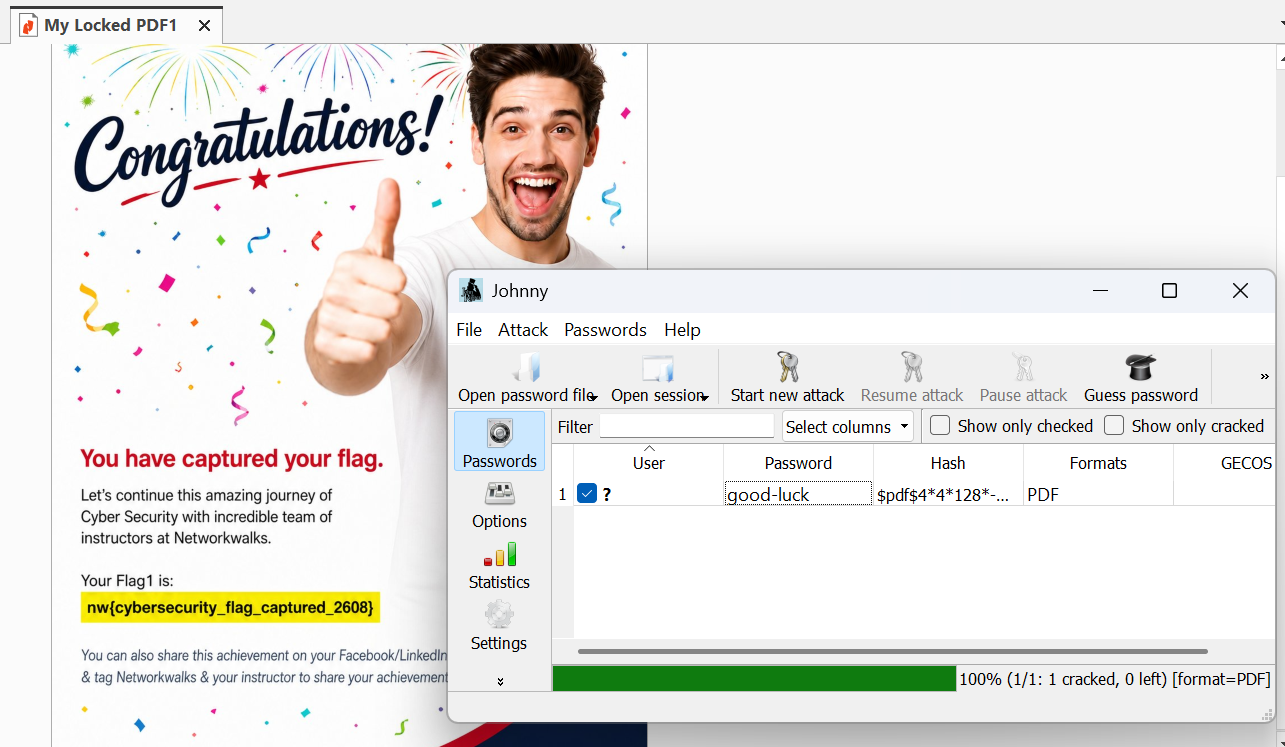 My Locked PDF1
Congratulations!
You have captured your flag.
Let's continue this amazing journey of
Cyber Security with incredible team of
instructors at Networkwalks.
Your Flag1 is:
nw{cybersecurity_flag_captured_2608}
You can also share this achievement on your Facebook/LinkedIn
& tag Networkwalks & your instructor to share your achievement
Johnny
File Attack Passwords Help
Open password file Open session Start new attack Resume attack Pause attack Guess password »
Passwords
Options
Statistics
Settings
Filter Select columns Show only checked Show only cracked
User Password Hash Formats GECOS
1 ? good-luck $pdf$4*4*128*-... PDF
100% (1/1: 1 cracked, 0 left) [format=PDF]